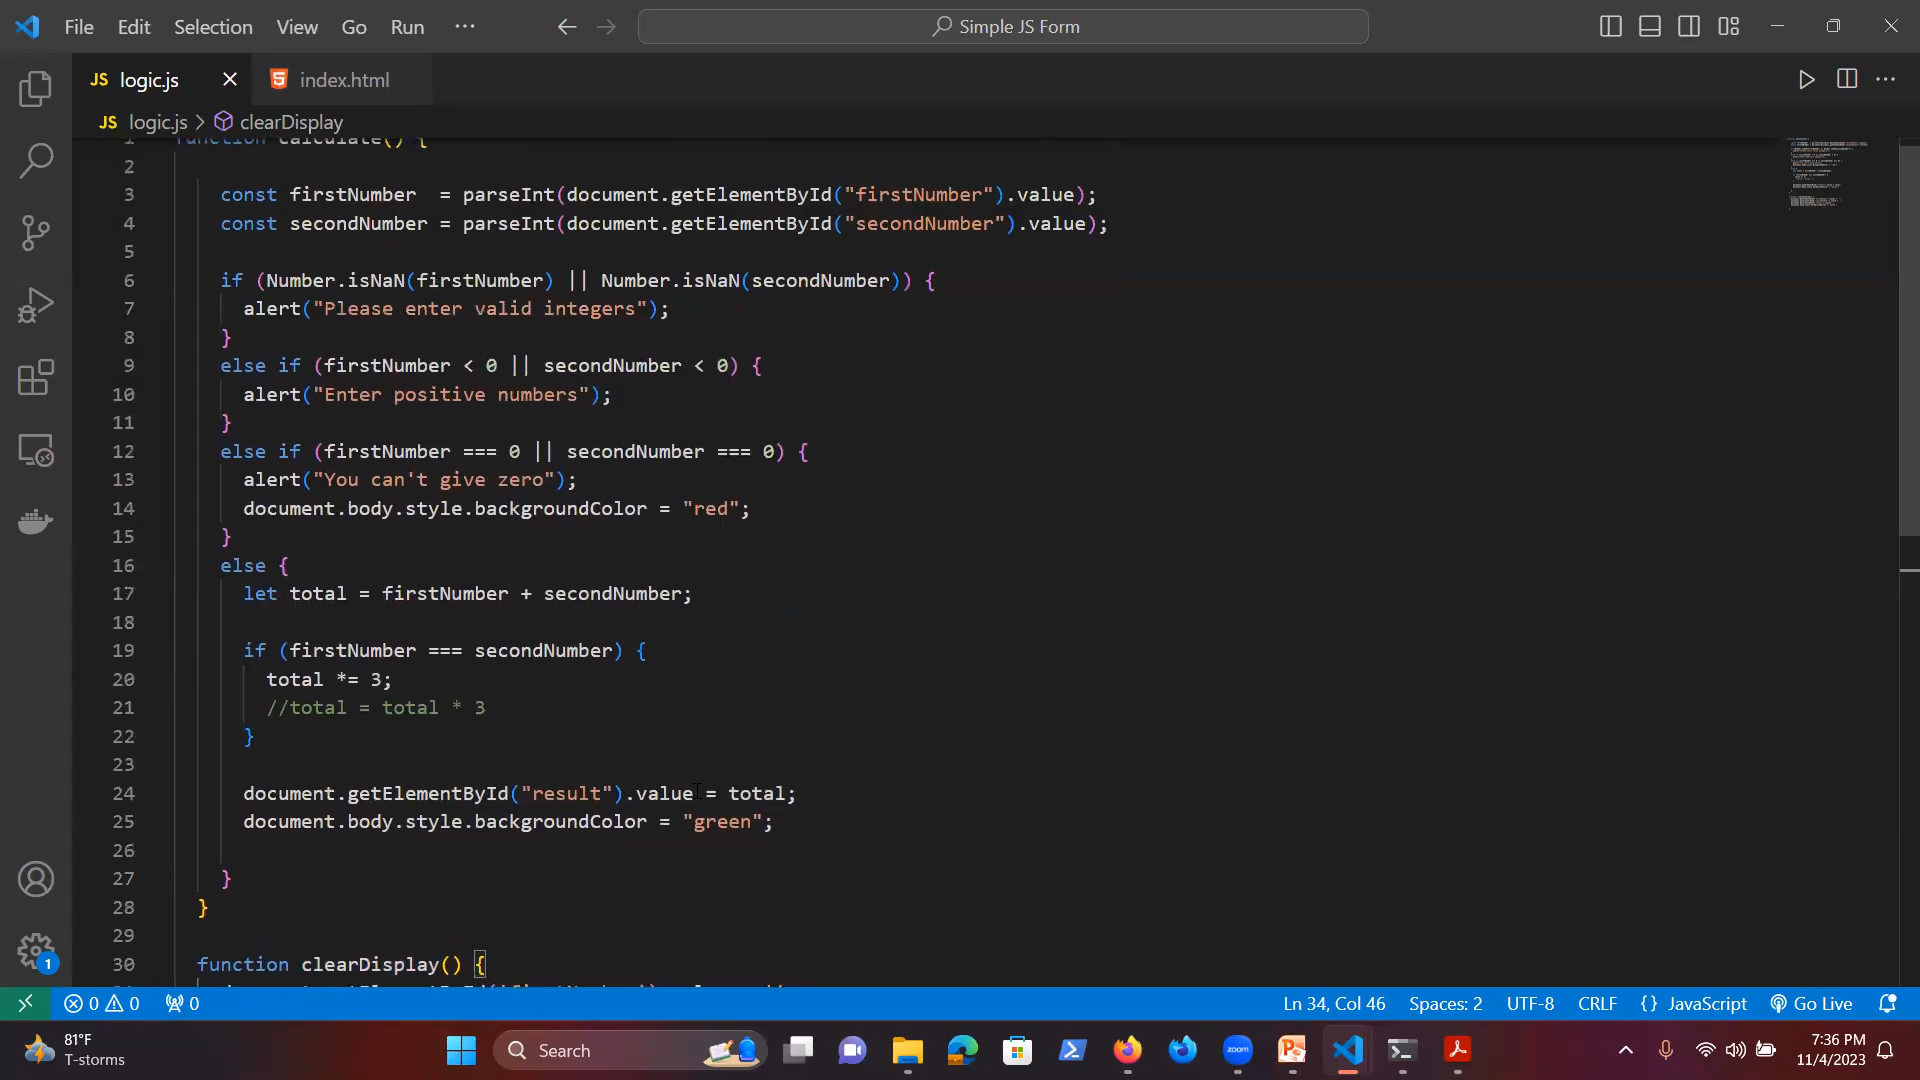 File Edit Selection View Go Run ··· Simple JS Form
JS logic.js index.html
JS logic.js > clearDisplay
1 function calculate() {
2
3 const firstNumber  = parseInt(document.getElementById("firstNumber").value);
4 const secondNumber = parseInt(document.getElementById("secondNumber").value);
5
6 if (Number.isNaN(firstNumber) || Number.isNaN(secondNumber)) {
7 alert("Please enter valid integers");
8 }
9 else if (firstNumber < 0 || secondNumber < 0) {
10 alert("Enter positive numbers");
11 }
12 else if (firstNumber === 0 || secondNumber === 0) {
13 alert("You can't give zero");
14 document.body.style.backgroundColor = "red";
15 }
16 else {
17 let total = firstNumber + secondNumber;
18
19 if (firstNumber === secondNumber) {
20 total *= 3;
21 //total = total * 3
22 }
23
24 document.getElementById("result").value = total;
25 document.body.style.backgroundColor = "green";
26
27 }
28 }
29
30 function clearDisplay() {
1
0 0 0 Ln 34, Col 46 Spaces: 2 UTF-8 CRLF {} JavaScript Go Live
81°F
T-storms
Search
zoom
7:36 PM
11/4/2023